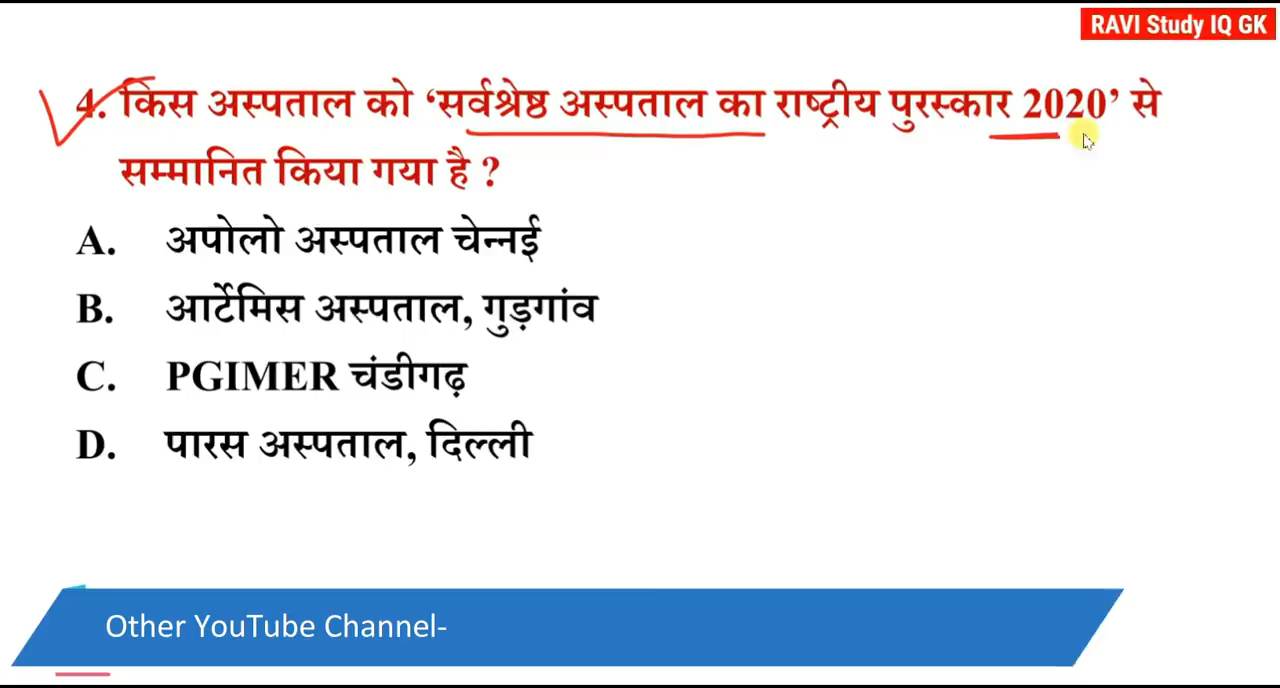 RAVI Study IQ GK
4. किस अस्पताल को ‘सर्वश्रेष्ठ अस्पताल का राष्ट्रीय पुरस्कार 2020’ से
सम्मानित किया गया है ?
A. अपोलो अस्पताल चेन्नई
B. आर्टेमिस अस्पताल, गुड़गांव
C. PGIMER चंडीगढ़
D. पारस अस्पताल, दिल्ली
Other YouTube Channel-